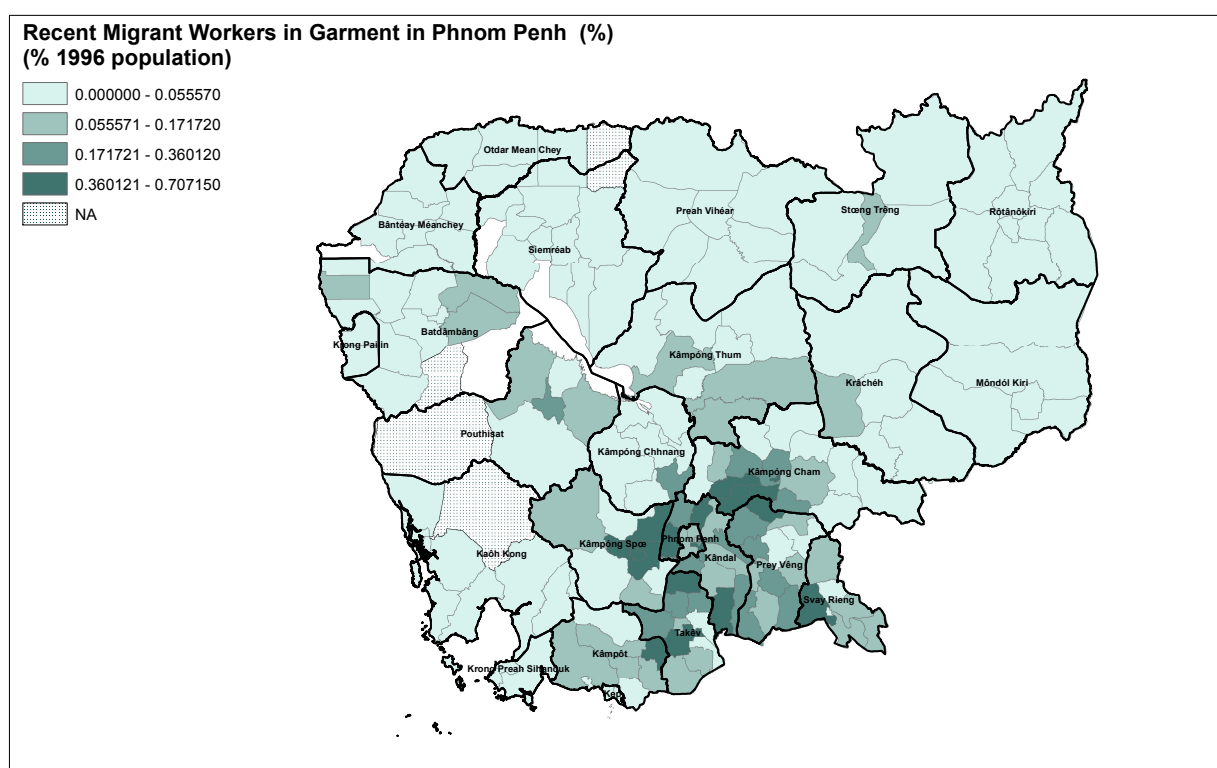 Recent Migrant Workers in Garment in Phnom Penh (%)
(% 1996 population)
0.000000 - 0.055570
0.055571 - 0.171720
0.171721 - 0.360120
0.360121 - 0.707150
NA
Otdar Mean Chey
Bântéay Méanchey
Siemréab
Preah Vihéar
Stœng Trêng
Rôtânôkiri
Krong Pailin
Batdâmbâng
Kâmpóng Thum
Krâchéh
Môndól Kiri
Pouthisat
Kâmpóng Chhnang
Kâmpóng Cham
Kaôh Kong
Kâmpóng Spœ
Phnom Penh
Kândal
Prey Vêng
Svay Rieng
Takêv
Kâmpôt
Krong Preah Sihanouk
Kep